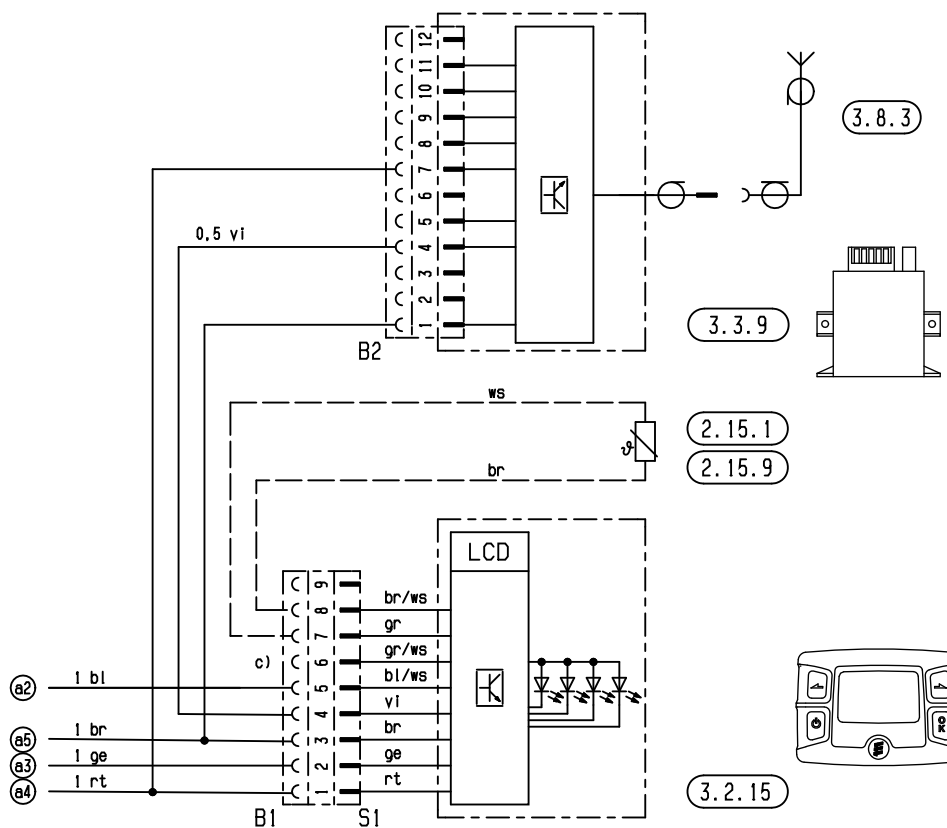 12
11
10
9
8
7
6
5
4
3
2
1
B2
3.8.3
0,5 vi
3.3.9
ws
ϑ
2.15.1
2.15.9
br
LCD
9
8 br/ws
7 gr
c) 6 gr/ws
a2 1 bl 5 bl/ws
4 vi
a5 1 br 3 br
a3 1 ge 2 ge
a4 1 rt 1 rt
B1 S1
OK
3.2.15